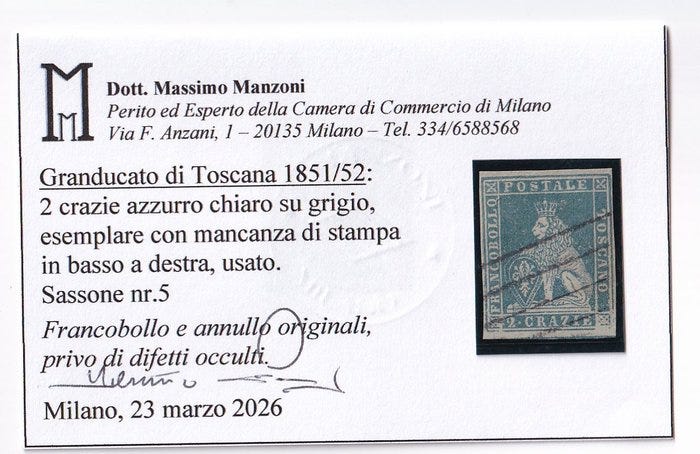 Dott. Massimo Manzoni
Perito ed Esperto della Camera di Commercio di Milano
Via F. Anzani, 1 – 20135 Milano – Tel. 334/6588568
Granducato di Toscana 1851/52:
2 crazie azzurro chiaro su grigio,
esemplare con mancanza di stampa
in basso a destra, usato.
Sassone nr.5
Francobollo e annullo originali,
privo di difetti occulti.
Milano, 23 marzo 2026
FRANCOBOLLO
POSTALE
TOSCANO
2 · CRAZIE